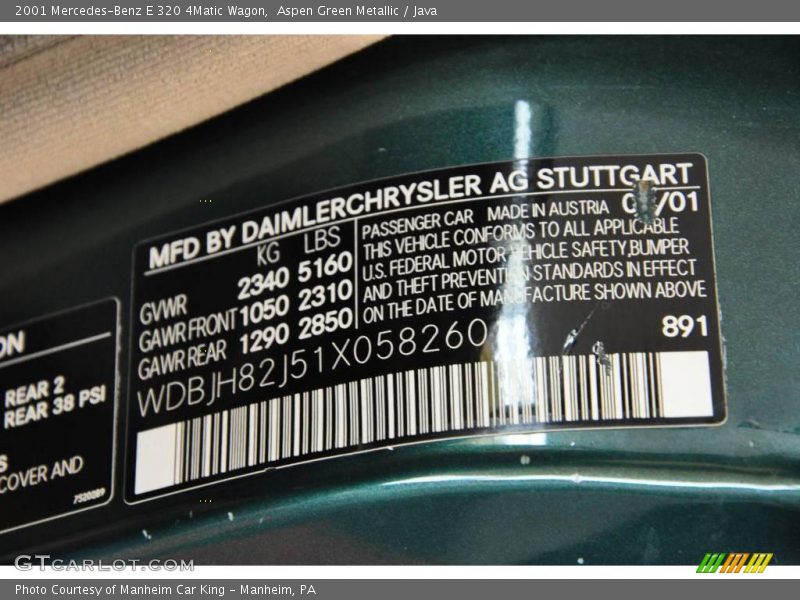 2001 Mercedes-Benz E 320 4Matic Wagon,  Aspen Green Metallic / Java
MFD BY DAIMLERCHRYSLER AG STUTTGART
KG LBS
GVWR 2340 5160
GAWR FRONT 1050 2310
GAWR REAR 1290 2850
PASSENGER CAR MADE IN AUSTRIA /01
THIS VEHICLE CONFORMS TO ALL APPLICABLE
U.S. FEDERAL MOTOR VEHICLE SAFETY,BUMPER
AND THEFT PREVENTION STANDARDS IN EFFECT
ON THE DATE OF MANUFACTURE SHOWN ABOVE
WDBJH82J51X058260
891
REAR 2
REAR 38 PSI
COVER AND
7520089
GTCARLOT.COM
Photo Courtesy of Manheim Car King - Manheim, PA